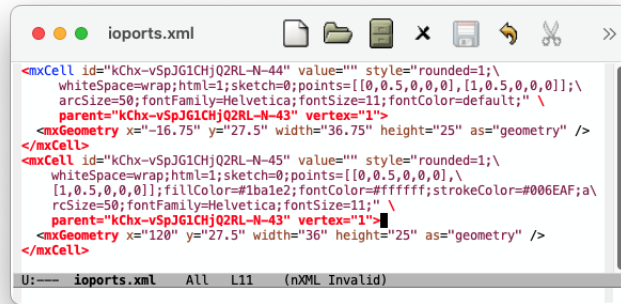 ioports.xml
<mxCell id="kChx-vSpJG1CHjQ2RL-N-44" value="" style="rounded=1;\
whiteSpace=wrap;html=1;sketch=0;points=[[0,0.5,0,0,0],[1,0.5,0,0,0]];\
arcSize=50;fontFamily=Helvetica;fontSize=11;fontColor=default;" \
parent="kChx-vSpJG1CHjQ2RL-N-43" vertex="1">
<mxGeometry x="-16.75" y="27.5" width="36.75" height="25" as="geometry" />
</mxCell>
<mxCell id="kChx-vSpJG1CHjQ2RL-N-45" value="" style="rounded=1;\
whiteSpace=wrap;html=1;sketch=0;points=[[0,0.5,0,0,0],\
[1,0.5,0,0,0]];fillColor=#1ba1e2;fontColor=#ffffff;strokeColor=#006EAF;a\
rcSize=50;fontFamily=Helvetica;fontSize=11;" \
parent="kChx-vSpJG1CHjQ2RL-N-43" vertex="1">
<mxGeometry x="120" y="27.5" width="36" height="25" as="geometry" />
</mxCell>
U:--- ioports.xml All L11 (nXML Invalid)